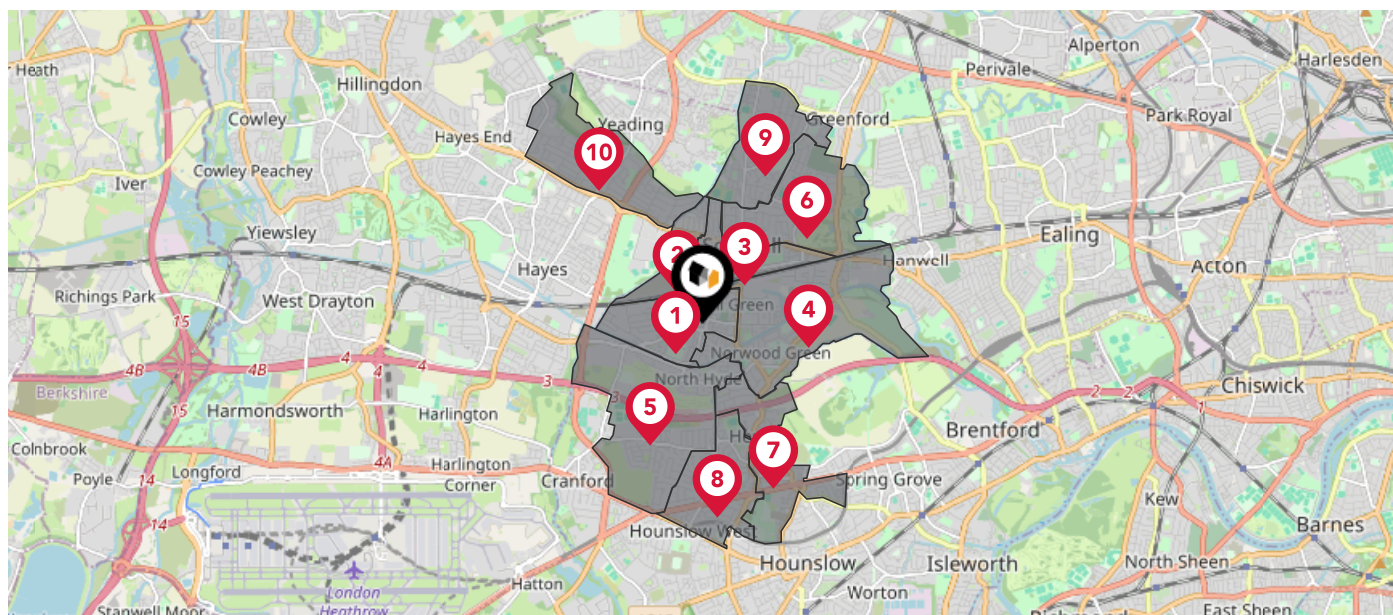 Heath
Hillingdon
Alperton
Perivale
Harlesden
Cowley
Yeading
Greenford
Park Royal
Hayes End
9
10
Cowley Peachey
Iver
6
Yiewsley
Ealing
2
3
Hanwell
Hayes
Acton
Richings Park
West Drayton
Green
1
4
15
Norwood Green
4B
4B
4
4
4
3
North Hyde
3
Berkshire
2
2
1
Chiswick
15
Harmondsworth
Harlington
5
Brentford
Colnbrook
4A
7
Longford
Harlington
Corner
Poyle
14
Cranford
8
Spring Grove
Kew
14
Hounslow West
Barnes
Hounslow
Isleworth
North Sheen
Hatton
Worton
London
Heathrow
Stanwell Moor
East Sheen